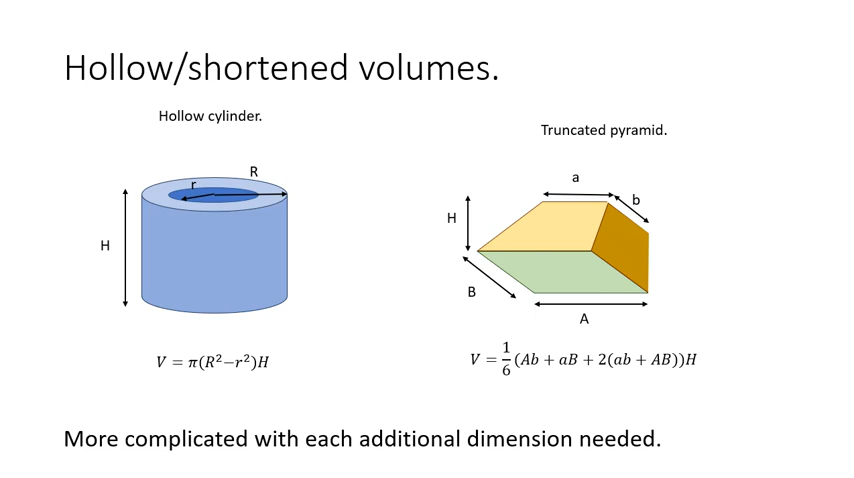 Hollow/shortened volumes.
Hollow cylinder.
Truncated pyramid.
R
r
H
a
b
H
B
A
V = π(R²−r²)H
V = 1/6 (Ab + aB + 2(ab + AB))H
More complicated with each additional dimension needed.